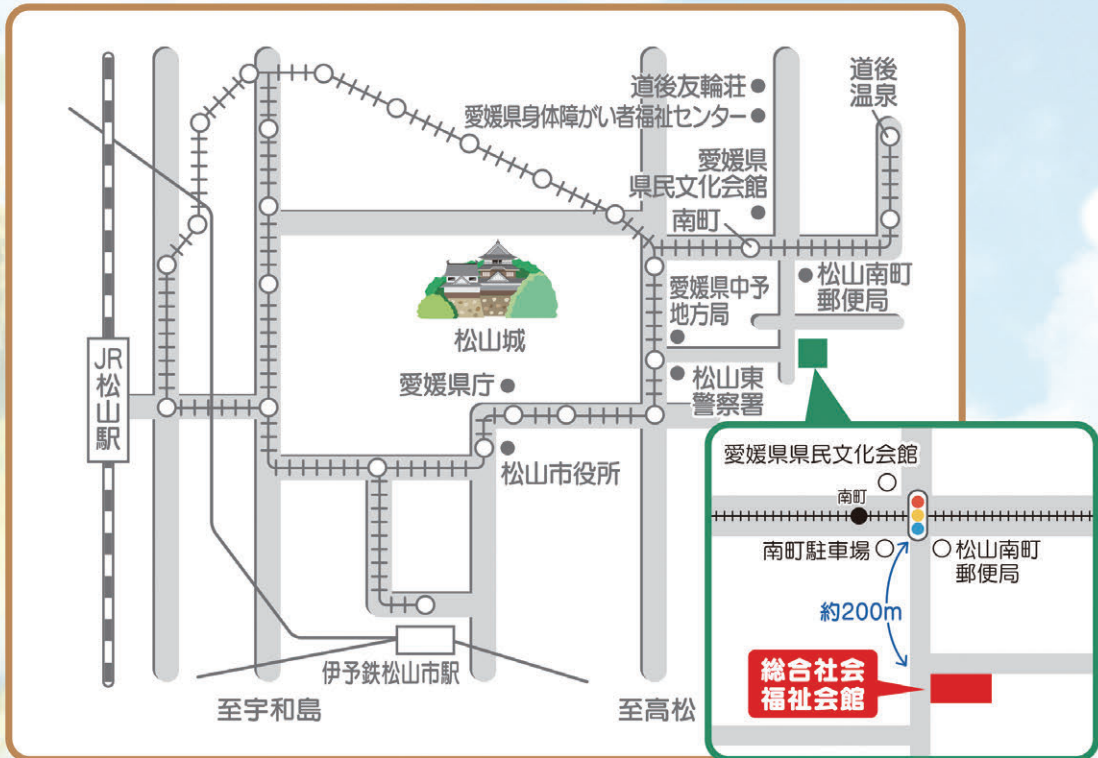 道後友輪荘
愛媛県身体障がい者福祉センター
道後
温泉
愛媛県
県民文化会館
南町
松山南町
郵便局
愛媛県中予
地方局
松山城
JR松山駅
愛媛県庁
松山東
警察署
松山市役所
伊予鉄松山市駅
至宇和島
至高松
愛媛県県民文化会館
南町
南町駐車場
松山南町
郵便局
約200m
総合社会
福祉会館